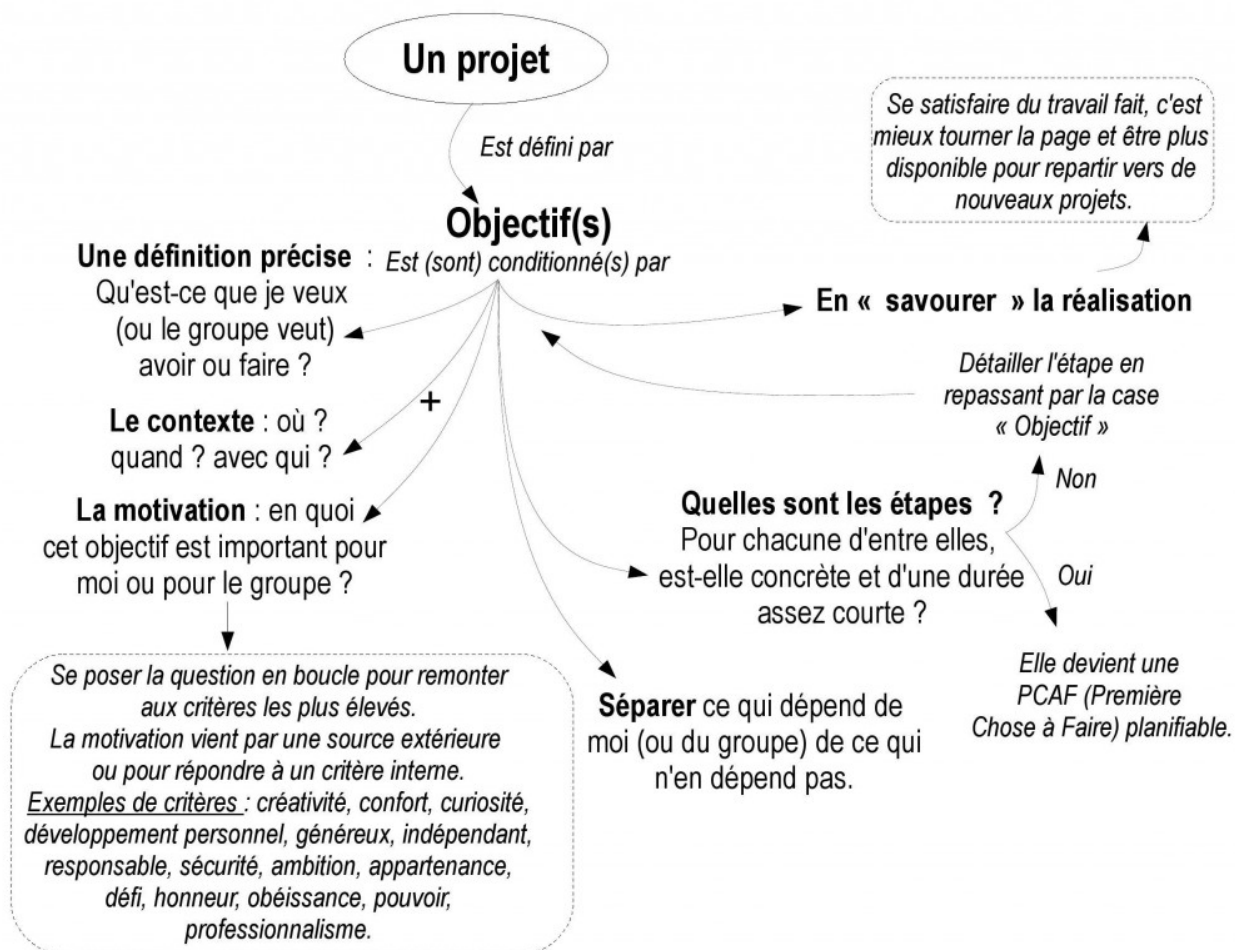 Un projet
Est défini par
Objectif(s)
Est (sont) conditionné(s) par
Une définition précise :
Qu'est-ce que je veux
(ou le groupe veut)
avoir ou faire ?
+
Le contexte : où ?
quand ? avec qui ?
La motivation : en quoi
cet objectif est important pour
moi ou pour le groupe ?
Se poser la question en boucle pour remonter
aux critères les plus élevés.
La motivation vient par une source extérieure
ou pour répondre à un critère interne.
Exemples de critères : créativité, confort, curiosité,
développement personnel, généreux, indépendant,
responsable, sécurité, ambition, appartenance,
défi, honneur, obéissance, pouvoir,
professionnalisme.
Séparer ce qui dépend de
moi (ou du groupe) de ce qui
n'en dépend pas.
Quelles sont les étapes ?
Pour chacune d'entre elles,
est-elle concrète et d'une durée
assez courte ?
Non
Détailler l'étape en
repassant par la case
« Objectif »
Oui
Elle devient une
PCAF (Première
Chose à Faire) planifiable.
En « savourer » la réalisation
Se satisfaire du travail fait, c'est
mieux tourner la page et être plus
disponible pour repartir vers de
nouveaux projets.